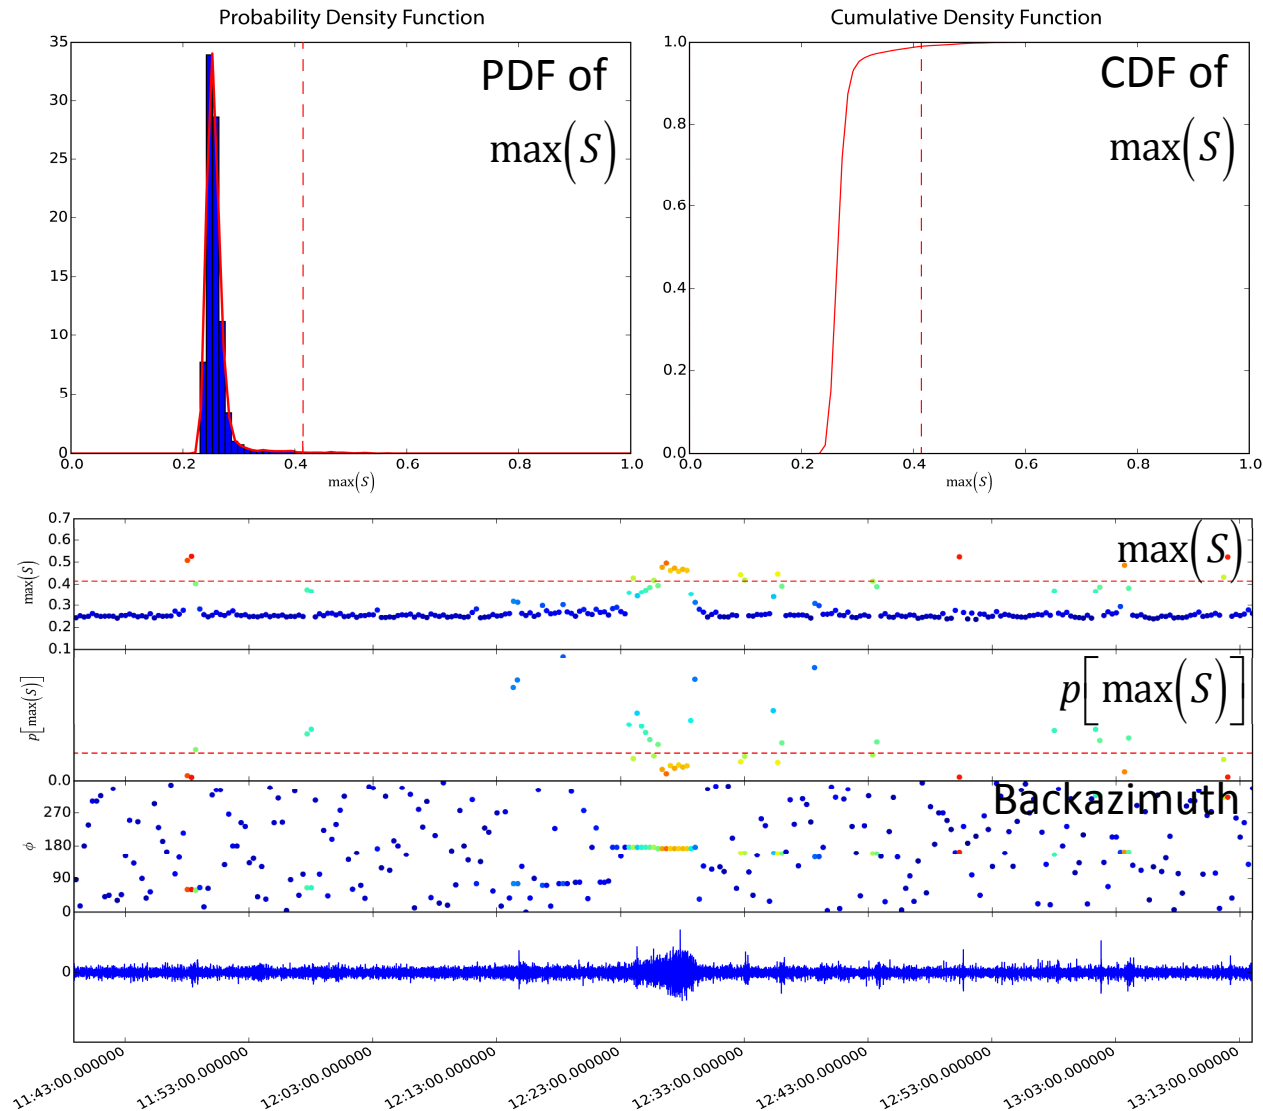 Probability Density Function
35
30
25
20
15
10
5
0
0.0 0.2 0.4 0.6 0.8 1.0
max(S)
PDF of
max(S)
Cumulative Density Function
1.0
0.8
0.6
0.4
0.2
0.0
0.0 0.2 0.4 0.6 0.8 1.0
max(S)
CDF of
max(S)
0.7
0.6
0.5
0.4
0.3
0.2
0.1
max(S)
max(S)
p[max(S)]
0.0
p[max(S)]
270
180
90
0
ϕ
Backazimuth
0
11:43:00.000000
11:53:00.000000
12:03:00.000000
12:13:00.000000
12:23:00.000000
12:33:00.000000
12:43:00.000000
12:53:00.000000
13:03:00.000000
13:13:00.000000